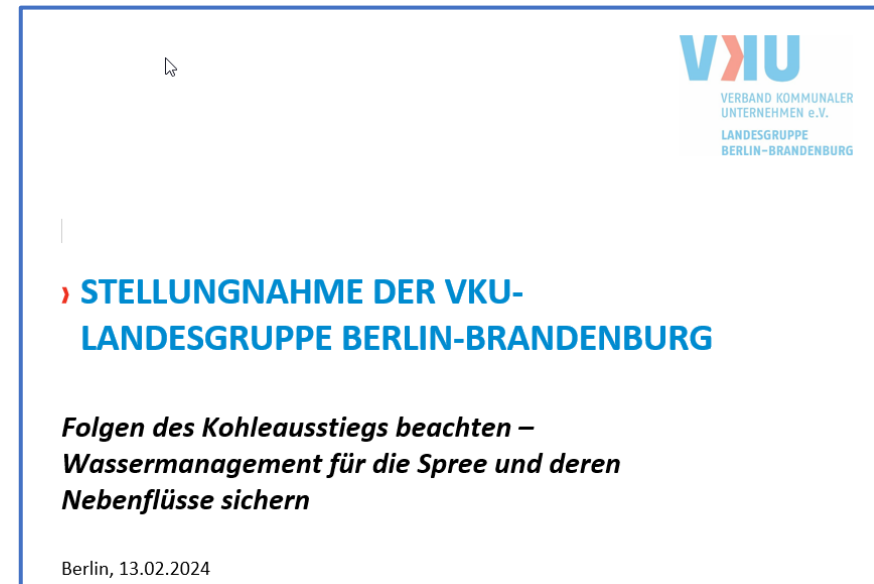 VKU
VERBAND KOMMUNALER
UNTERNEHMEN e.V.
LANDESGRUPPE
BERLIN-BRANDENBURG
STELLUNGNAHME DER VKU-
LANDESGRUPPE BERLIN-BRANDENBURG
Folgen des Kohleausstiegs beachten –
Wassermanagement für die Spree und deren
Nebenflüsse sichern
Berlin, 13.02.2024